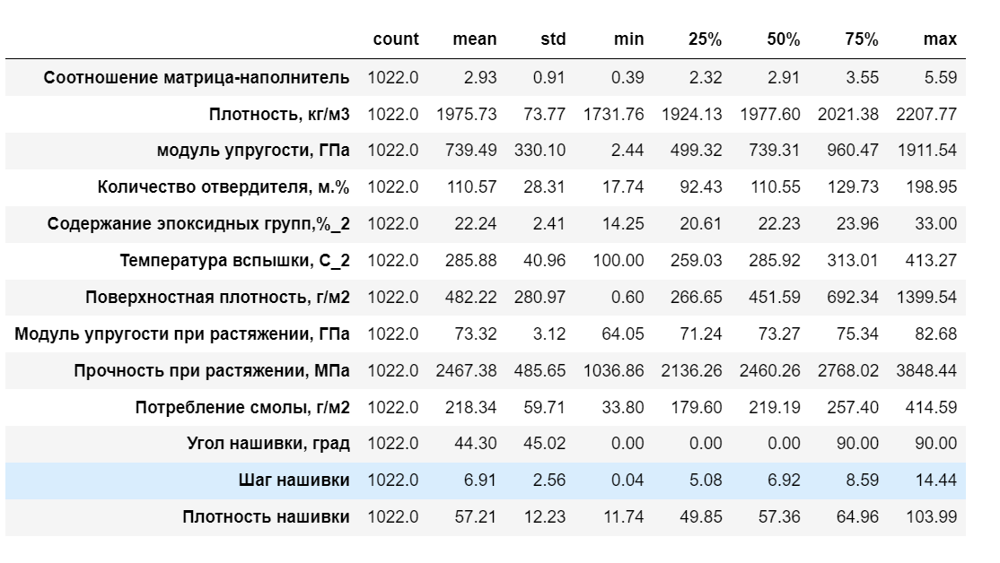 count mean std min 25% 50% 75% max
Соотношение матрица-наполнитель 1022.0 2.93 0.91 0.39 2.32 2.91 3.55 5.59
Плотность, кг/м3 1022.0 1975.73 73.77 1731.76 1924.13 1977.60 2021.38 2207.77
модуль упругости, ГПа 1022.0 739.49 330.10 2.44 499.32 739.31 960.47 1911.54
Количество отвердителя, м.% 1022.0 110.57 28.31 17.74 92.43 110.55 129.73 198.95
Содержание эпоксидных групп,%_2 1022.0 22.24 2.41 14.25 20.61 22.23 23.96 33.00
Температура вспышки, С_2 1022.0 285.88 40.96 100.00 259.03 285.92 313.01 413.27
Поверхностная плотность, г/м2 1022.0 482.22 280.97 0.60 266.65 451.59 692.34 1399.54
Модуль упругости при растяжении, ГПа 1022.0 73.32 3.12 64.05 71.24 73.27 75.34 82.68
Прочность при растяжении, МПа 1022.0 2467.38 485.65 1036.86 2136.26 2460.26 2768.02 3848.44
Потребление смолы, г/м2 1022.0 218.34 59.71 33.80 179.60 219.19 257.40 414.59
Угол нашивки, град 1022.0 44.30 45.02 0.00 0.00 0.00 90.00 90.00
Шаг нашивки 1022.0 6.91 2.56 0.04 5.08 6.92 8.59 14.44
Плотность нашивки 1022.0 57.21 12.23 11.74 49.85 57.36 64.96 103.99